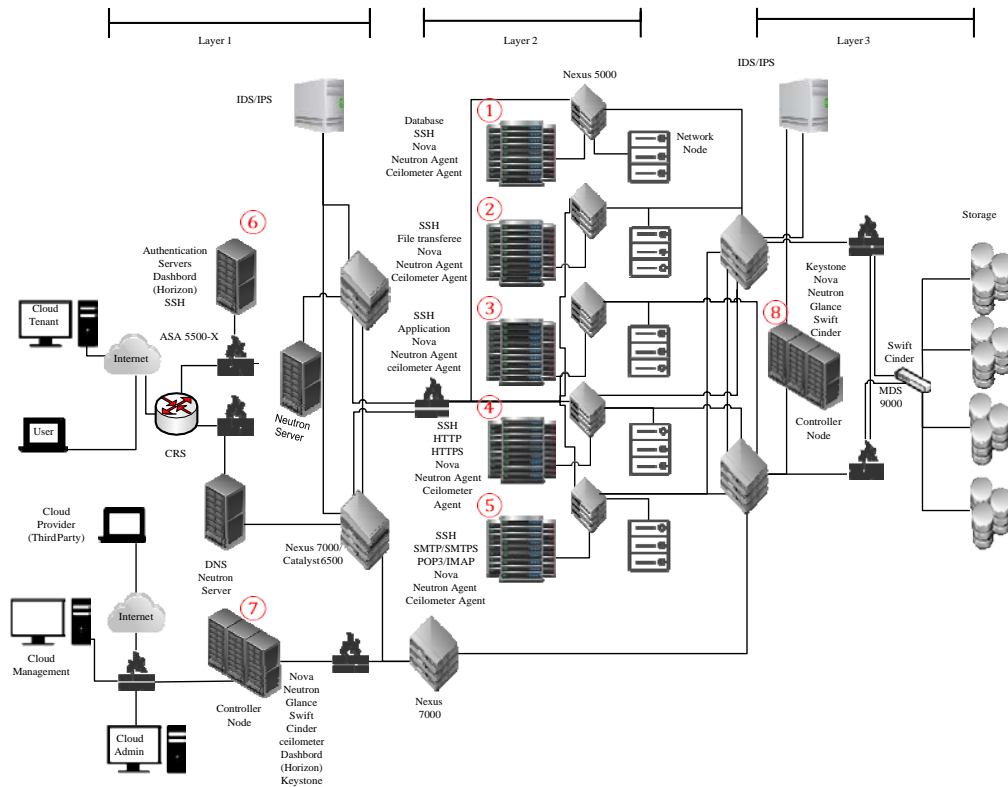 Layer 1
Layer 2
Layer 3
IDS/IPS
Nexus 5000
IDS/IPS
①
Database
SSH
Nova
Neutron Agent
Ceilometer Agent
Network
Node
②
SSH
File transferee
Nova
Neutron Agent
Ceilometer Agent
⑥
Authentication
Servers
Dashbord
(Horizon)
SSH
Storage
Cloud
Tenant
Internet
ASA 5500-X
③
SSH
Application
Nova
Neutron Agent
ceilometer Agent
Keystone
Nova
Neutron
Glance
Swift
Cinder
⑧
Swift
Cinder
MDS
9000
User
CRS
Neutron
Server
④
SSH
HTTP
HTTPS
Nova
Neutron Agent
Ceilometer
Agent
Controller
Node
Cloud
Provider
(Third Party)
DNS
Neutron
Server
Nexus 7000/
Catalyst 6500
⑤
SSH
SMTP/SMTPS
POP3/IMAP
Nova
Neutron Agent
Ceilometer Agent
Internet
⑦
Cloud
Management
Controller
Node
Nova
Neutron
Glance
Swift
Cinder
ceilometer
Dashbord
(Horizon)
Keystone
Nexus
7000
Cloud
Admin